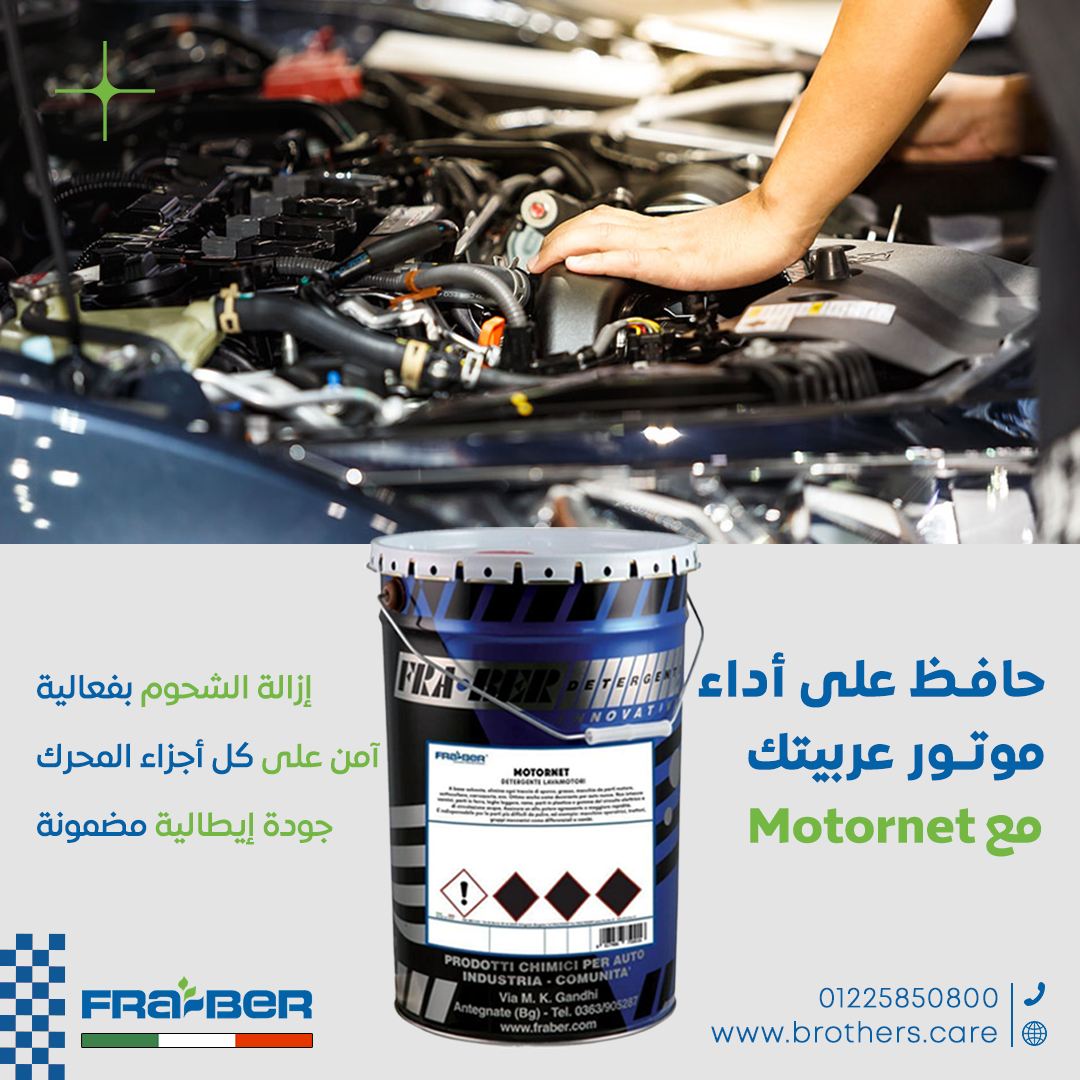 حافظ على أداء
موتور عربيتك
مع Motornet
إزالة الشحوم بفعالية
آمن على كل أجزاء المحرك
جودة إيطالية مضمونة
FRA•BER DETERGENT
INNOVATIV
FRA-BER
MOTORNET
DETERGENTE LAVAMOTORI
PRODOTTI CHIMICI PER AUTO
INDUSTRIA - COMUNITA'
Via M. K. Gandhi
Antegnate (Bg) - Tel. 0363/905287
www.fraber.com
FRA-BER
01225850800
www.brothers.care